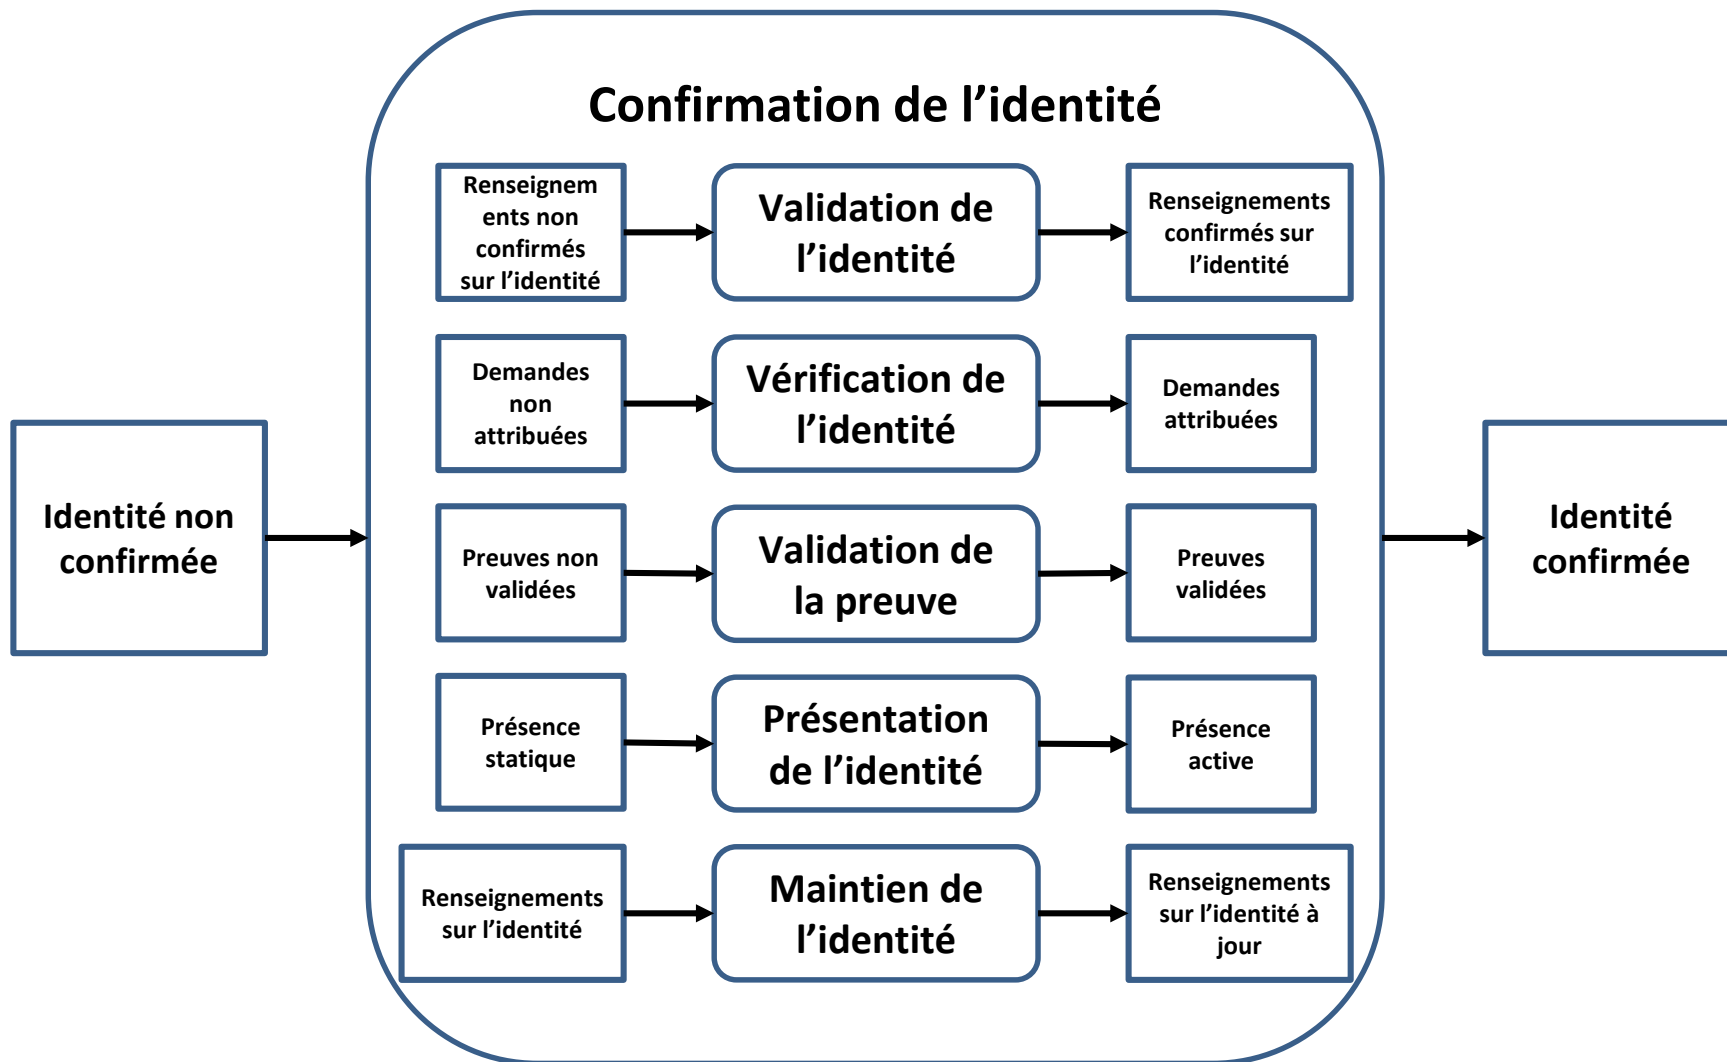 Confirmation de l’identité
Renseignem
ents non
confirmés
sur l’identité
Validation de
l’identité
Renseignements
confirmés sur
l’identité
Demandes
non
attribuées
Vérification de
l’identité
Demandes
attribuées
Identité non
confirmée
Preuves non
validées
Validation de
la preuve
Preuves
validées
Identité
confirmée
Présence
statique
Présentation
de l’identité
Présence
active
Renseignements
sur l’identité
Maintien de
l’identité
Renseignements
sur l’identité à
jour